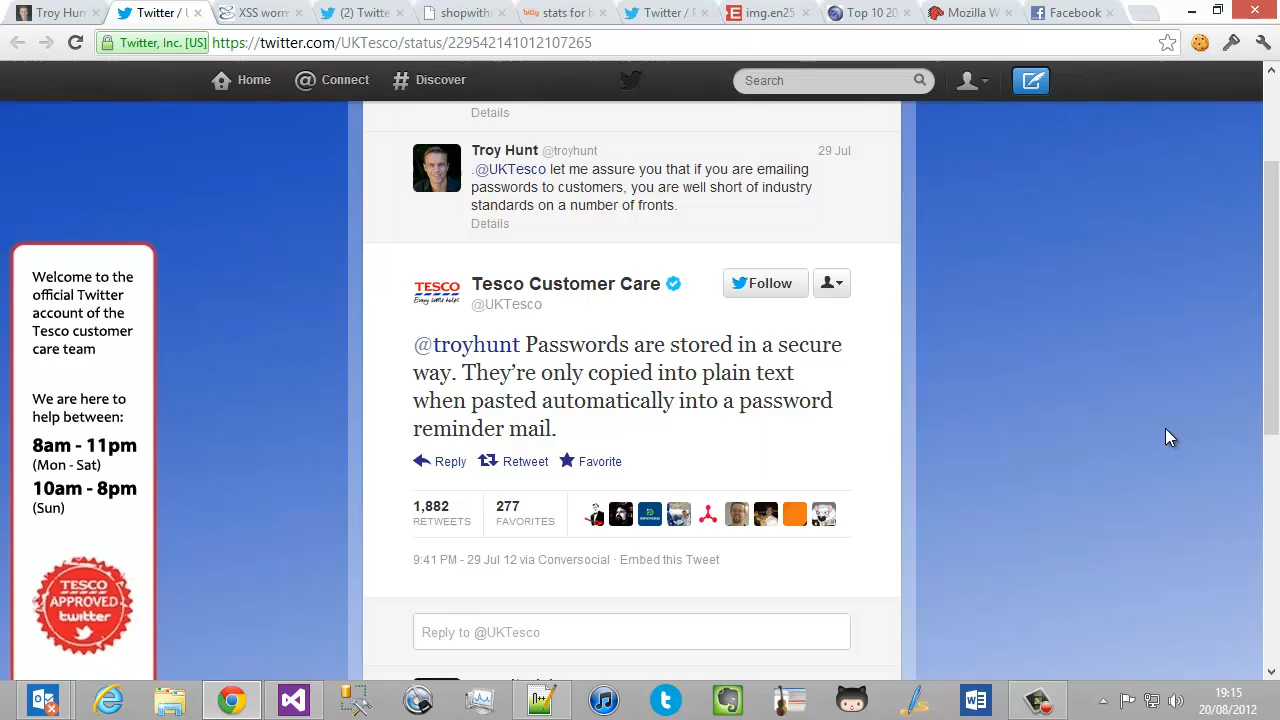 Troy Hun
Twitter / U
XSS worm
(2) Twitte
shopwith
bitly
stats for b
Twitter /
img.en25
Top 10 20
Mozilla W
Facebook
Twitter, Inc. [US]
https://twitter.com/UKTesco/status/229542141012107265
Home
@ Connect
# Discover
Search
Details
Troy Hunt @troyhunt
29 Jul
.@UKTesco let me assure you that if you are emailing
passwords to customers, you are well short of industry
standards on a number of fronts.
Details
Welcome to the
official Twitter
account of the
Tesco customer
care team
We are here to
help between:
8am - 11pm
(Mon - Sat)
10am - 8pm
(Sun)
TESCO
APPROVED
twitter
TESCO
Every little helps
Tesco Customer Care
@UKTesco
Follow
@troyhunt Passwords are stored in a secure
way. They’re only copied into plain text
when pasted automatically into a password
reminder mail.
Reply
Retweet
Favorite
1,882
RETWEETS
277
FAVORITES
9:41 PM - 29 Jul 12 via Conversocial · Embed this Tweet
Reply to @UKTesco
19:15
20/08/2012